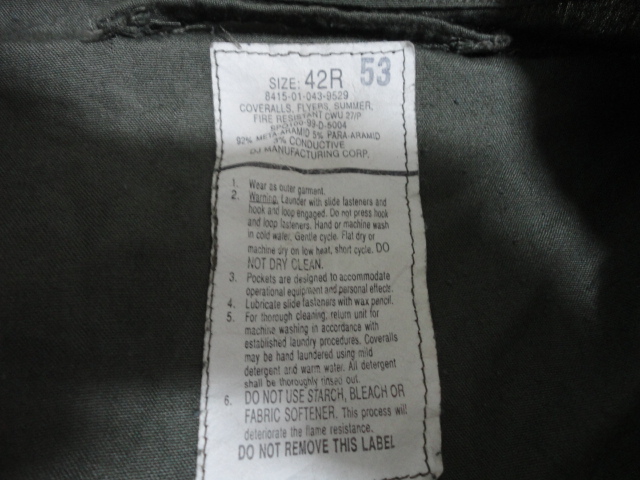 SIZE: 42R 53
8415-01-043-9529
COVERALLS, FLYERS, SUMMER,
FIRE RESISTANT CWU 27/P
SPO100-99-D-5004
92% META-ARAMID 5% PARA-ARAMID
3% CONDUCTIVE
MANUFACTURING CORP.
1. Wear as outer garment.
2. Warning. Launder with slide fasteners and
hook and loop engaged. Do not press hook
and loop fasteners. Hand or machine wash
in cold water. Gentle cycle. Flat dry or
machine dry on low heat, short cycle. DO
NOT DRY CLEAN.
3. Pockets are designed to accommodate
operational equipment and personal effects.
4. Lubricate slide fasteners with wax pencil.
5. For thorough cleaning, return unit for
machine washing in accordance with
established laundry procedures. Coveralls
may be hand laundered using mild
detergent and warm water. All detergent
shall be thoroughly rinsed out.
6. DO NOT USE STARCH, BLEACH OR
FABRIC SOFTENER. This process will
deteriorate the flame resistance.
DO NOT REMOVE THIS LABEL